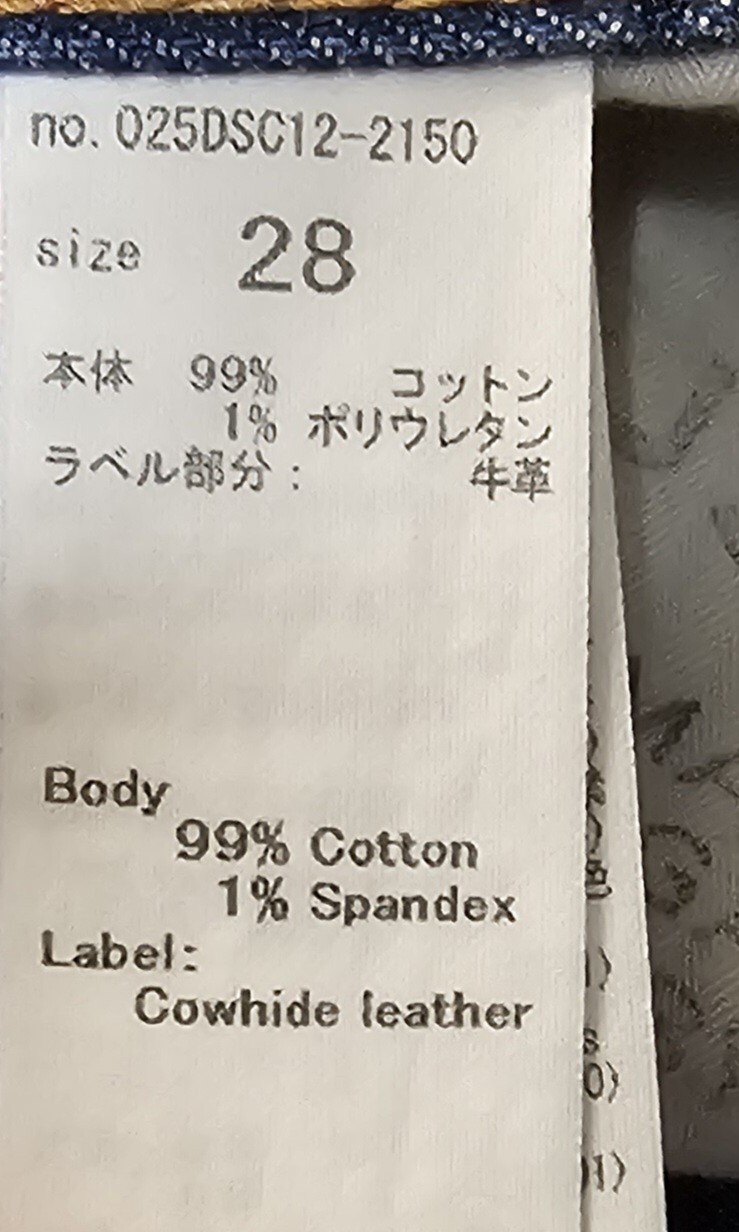 no. 025DSC12-2150
size 28
本体 99% コットン
1% ポリウレタン
ラベル部分: 牛革
Body
99% Cotton
1% Spandex
Label:
Cowhide leather